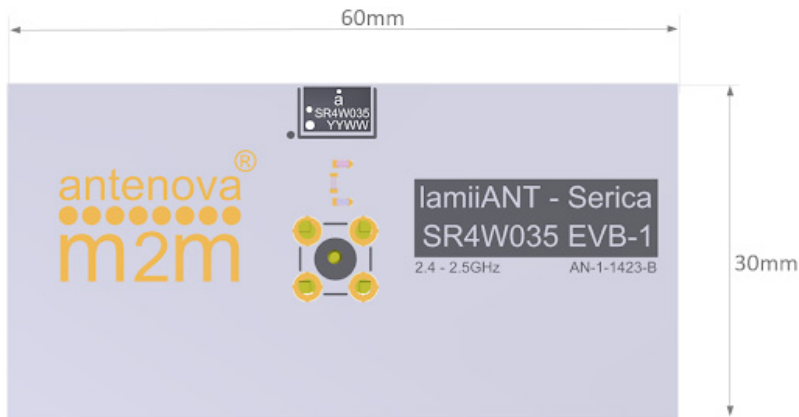 60mm
a
SR4W035
YYWW
antenova®
m2m
lamiiANT - Serica
SR4W035 EVB-1
2.4 - 2.5GHz AN-1-1423-B
30mm